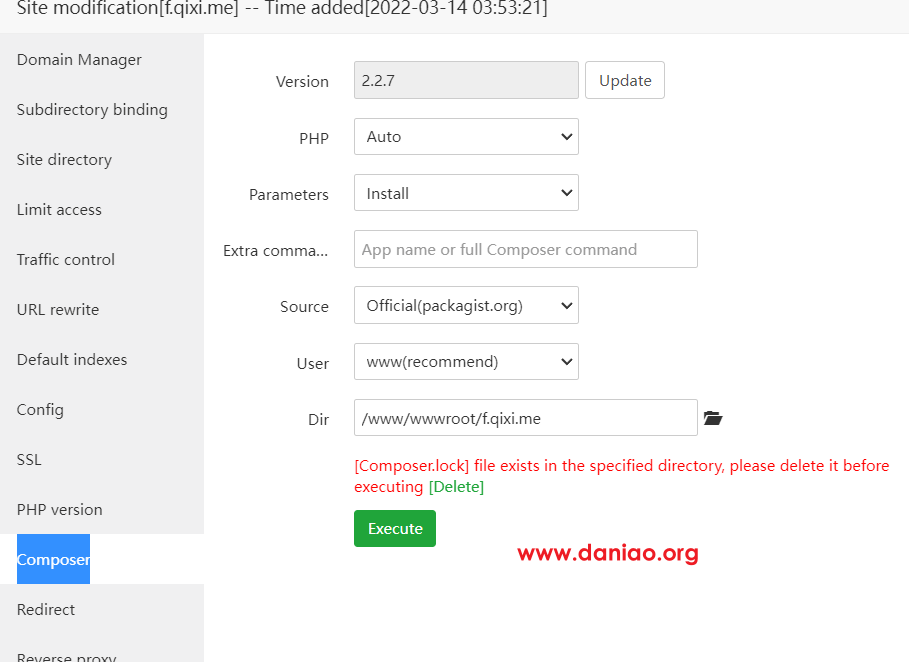 Site modification[f.qixi.me] -- Time added[2022-03-14 03:53:21]
Domain Manager
Subdirectory binding
Site directory
Limit access
Traffic control
URL rewrite
Default indexes
Config
SSL
PHP version
Composer
Redirect
Reverse proxy
Version 2.2.7 Update
PHP Auto
Parameters Install
Extra comma... App name or full Composer command
Source Official(packagist.org)
User www(recommend)
Dir /www/wwwroot/f.qixi.me
[Composer.lock] file exists in the specified directory, please delete it before
executing [Delete]
Execute
www.daniao.org